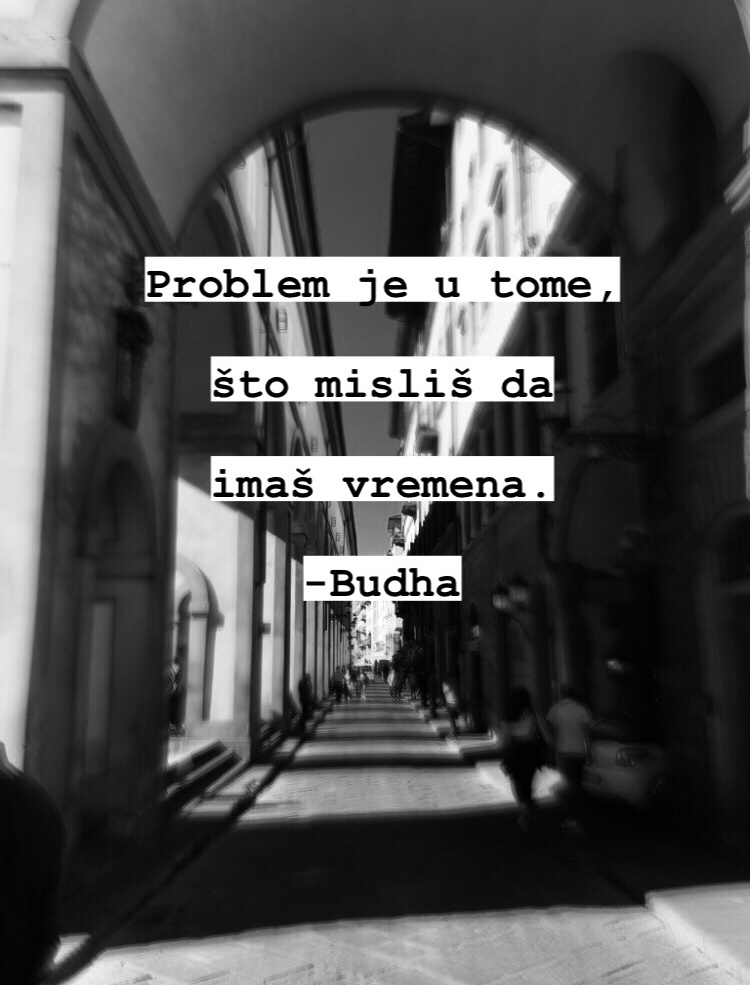 Problem je u tome,
što misliš da
imaš vremena.
-Budha